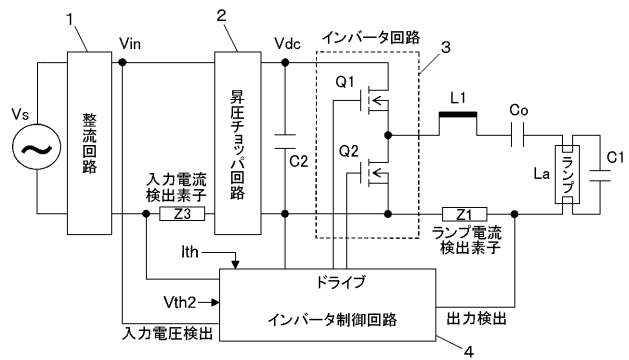 1
Vin
2
Vdc
インバータ回路
3
Vs
整流回路
昇圧チョッパ回路
Q1
Q2
C2
L1
Co
La
ランプ
C1
入力電流
検出素子
Z3
Z1
ランプ電流
検出素子
Ith
Vth2
ドライブ
インバータ制御回路
入力電圧検出
出力検出
4